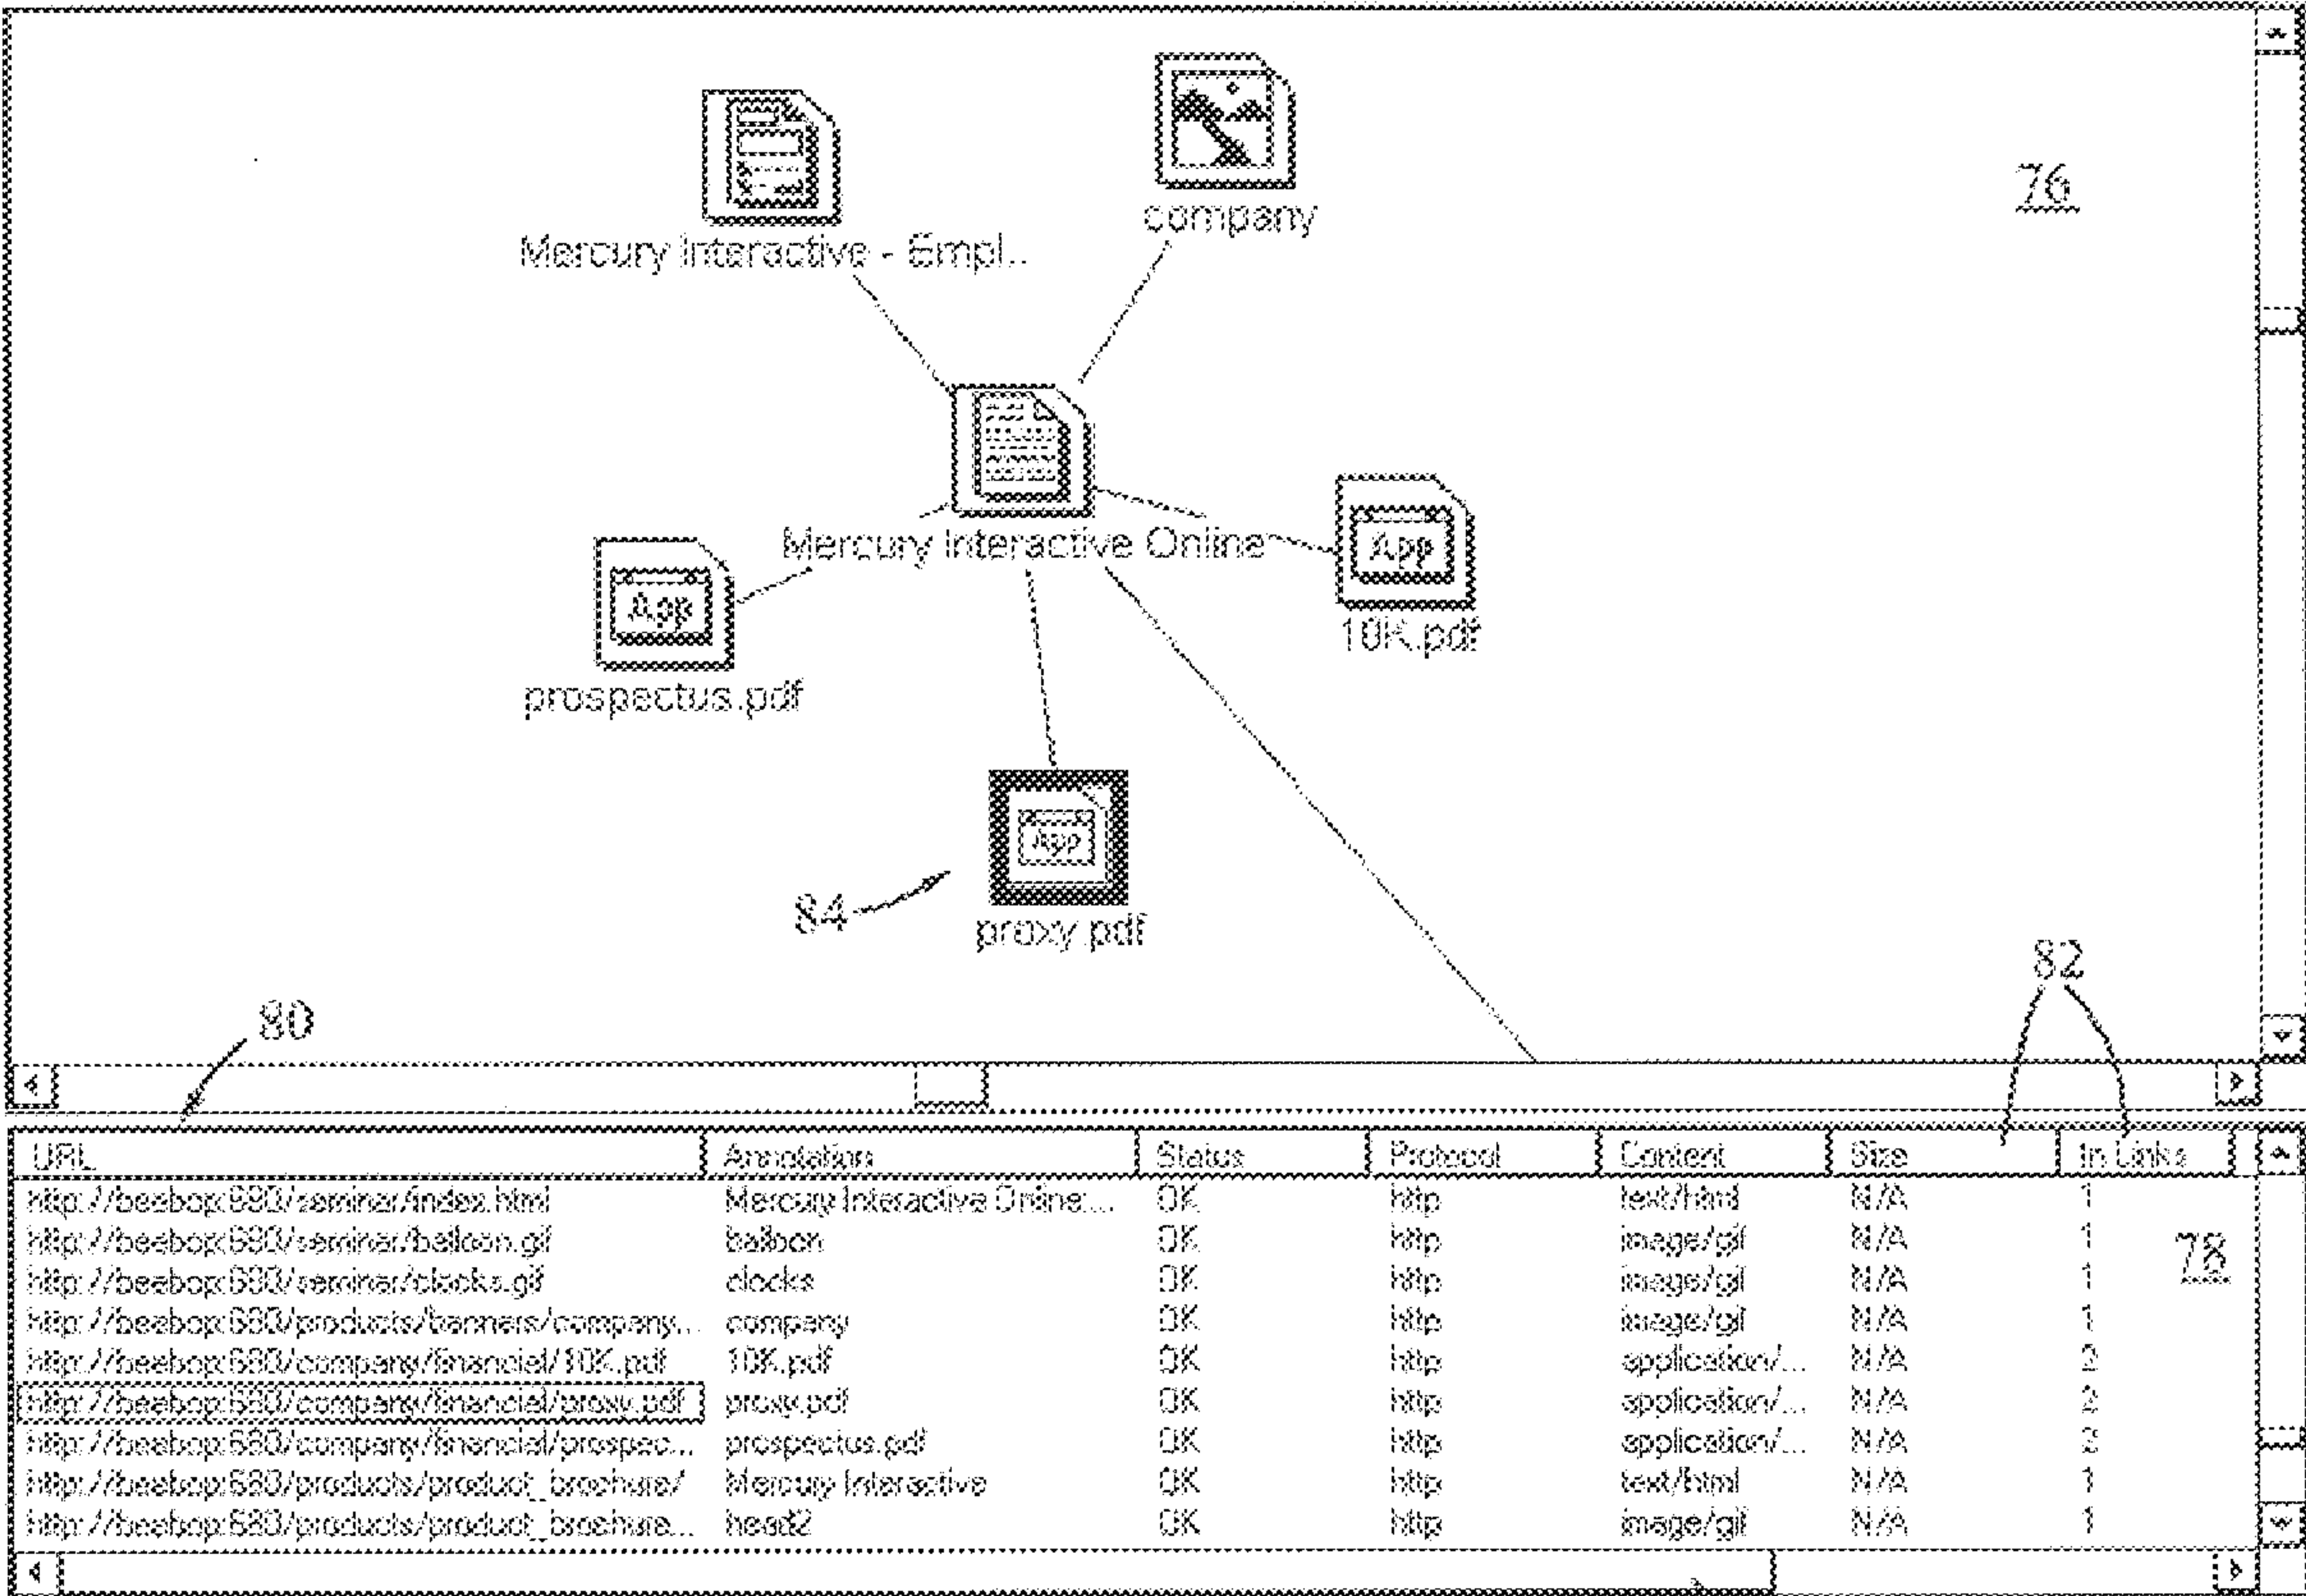 76
company
Mercury Interactive - Empl...
Mercury Interactive Online
App
App
10K.pdf
prospectus.pdf
App
84
proxy.pdf
82
80
URL Annotation Status Protocol Content Size In Links
http://beebop:680/seminar/index.html Mercury Interactive Online:... OK http text/html N/A 1
http://beebop:680/seminar/balloon.gif balloon OK http image/gif N/A 1
78
http://beebop:680/seminar/clocks.gif clocks OK http image/gif N/A 1
http://beebop:680/products/banners/company... company OK http image/gif N/A 1
http://beebop:680/company/financial/10K.pdf 10K.pdf OK http application/... N/A 2
http://beebop:680/company/financial/proxy.pdf proxy.pdf OK http application/... N/A 2
http://beebop:680/company/financial/prospec... prospectus.pdf OK http application/... N/A 2
http://beebop:680/products/product_brochure/ Mercury Interactive OK http text/html N/A 1
http://beebop:680/products/product_brochure... head2 OK http image/gif N/A 1